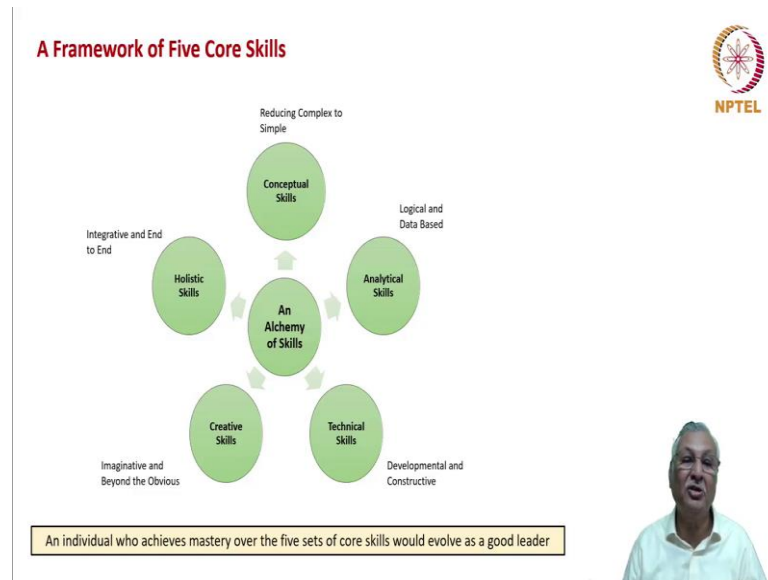 A Framework of Five Core Skills
NPTEL
Reducing Complex to
Simple
Conceptual
Skills
Logical and
Data Based
Analytical
Skills
Integrative and End
to End
Holistic
Skills
An
Alchemy
of Skills
Creative
Skills
Technical
Skills
Imaginative and
Beyond the Obvious
Developmental and
Constructive
An individual who achieves mastery over the five sets of core skills would evolve as a good leader